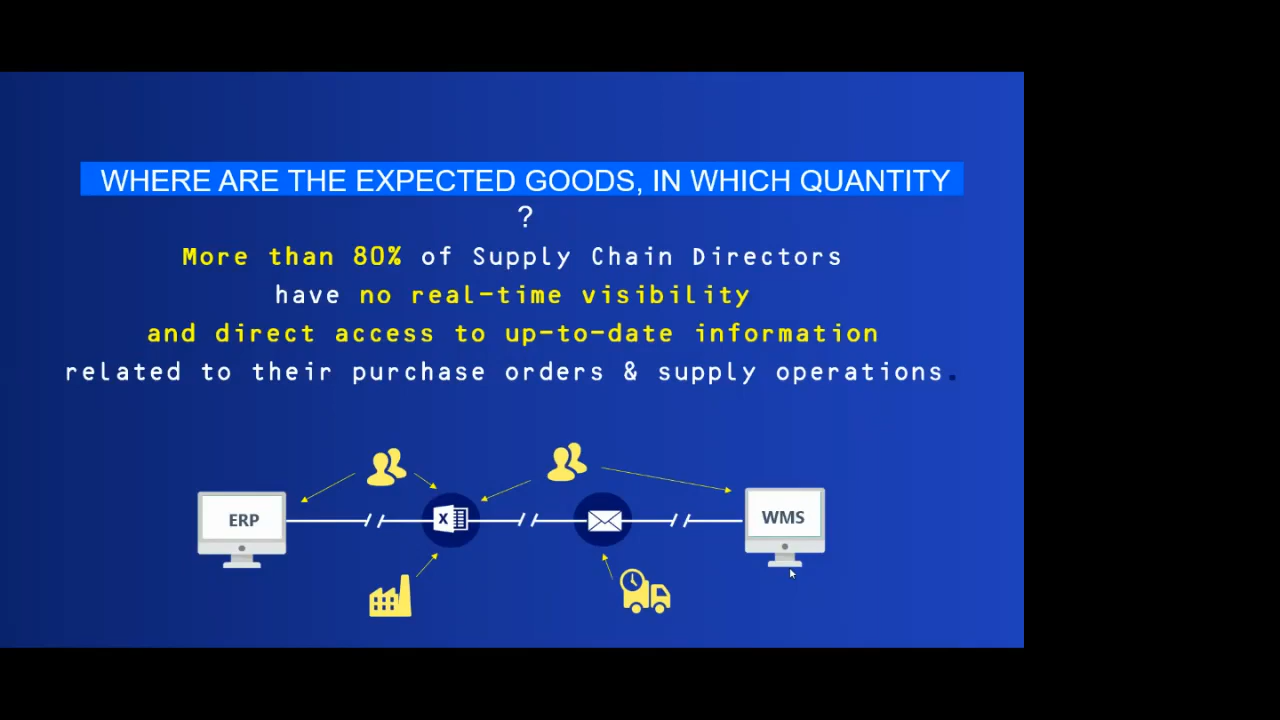 WHERE ARE THE EXPECTED GOODS, IN WHICH QUANTITY
?
More than 80% of Supply Chain Directors
have no real-time visibility
and direct access to up-to-date information
related to their purchase orders & supply operations.
ERP
X
WMS